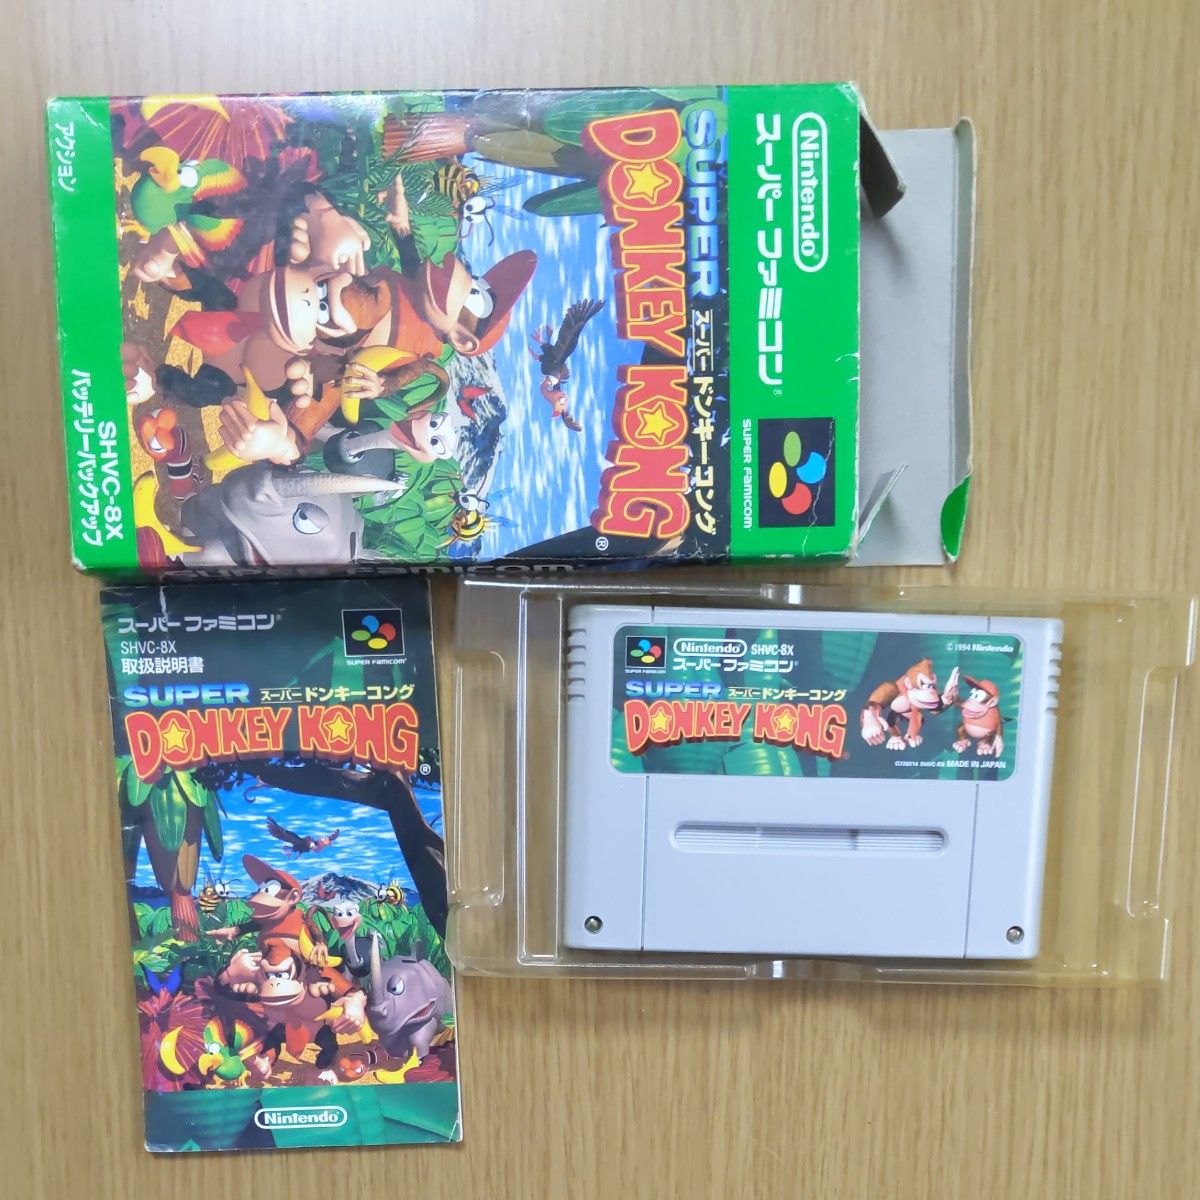 Nintendo®
スーパーファミコン®
SUPER FAMICOM™
SUPER
スーパードンキーコング
DONKEY KONG®
アクション
SHVC-8X
バッテリーバックアップ
スーパーファミコン®
SHVC-8X
取扱説明書
SUPER FAMICOM™
SUPER スーパードンキーコング
DONKEY KONG®
Nintendo®
SUPER FAMICOM™
Nintendo® SHVC-8X
スーパーファミコン®
© 1994 Nintendo
SUPER スーパードンキーコング
DONKEY KONG®
MADE IN JAPAN